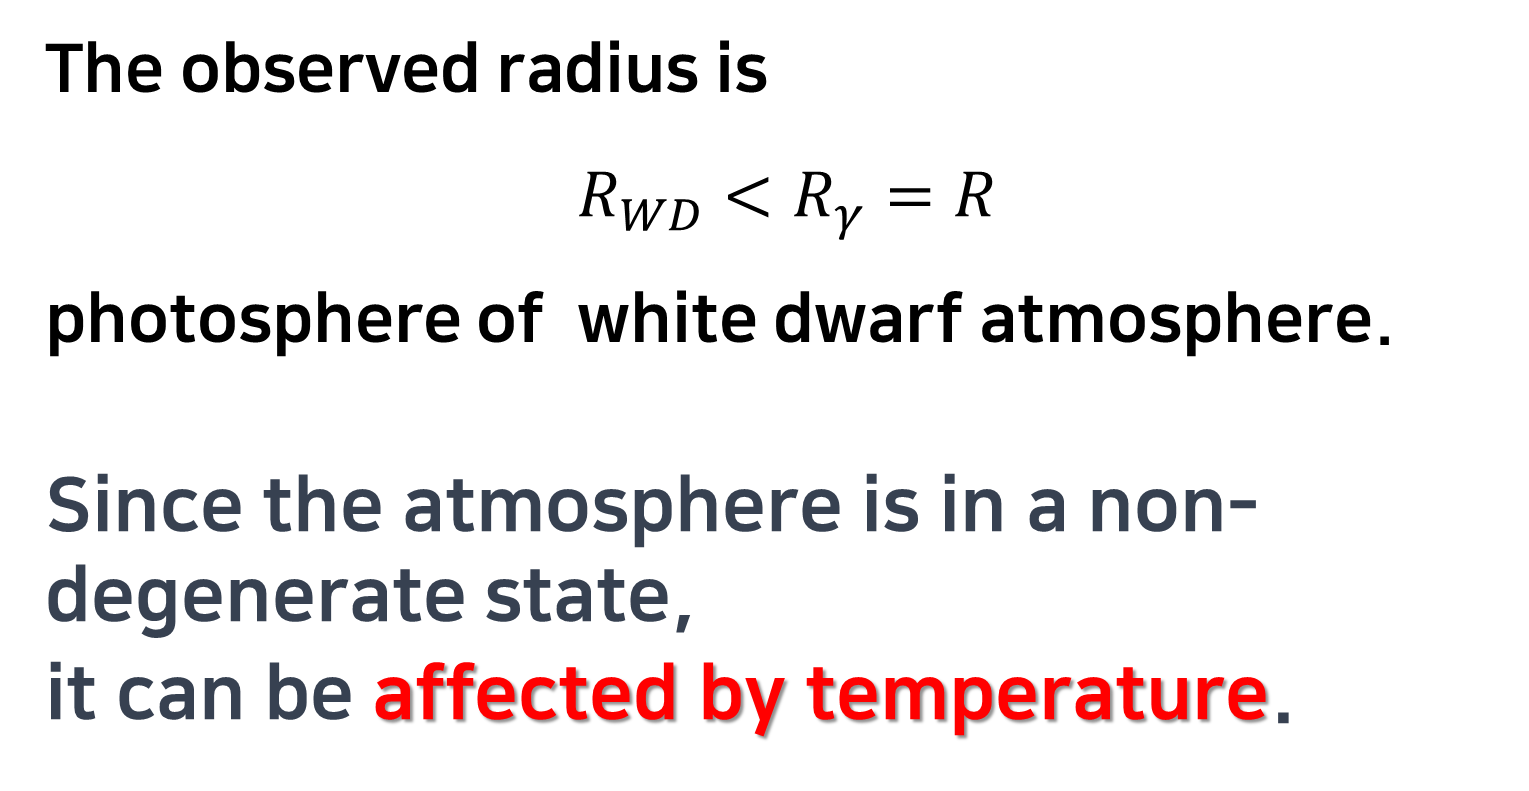 The observed radius is
R_{WD} < R_γ = R
photosphere of  white dwarf atmosphere.
Since the atmosphere is in a non-
degenerate state,
it can be affected by temperature.